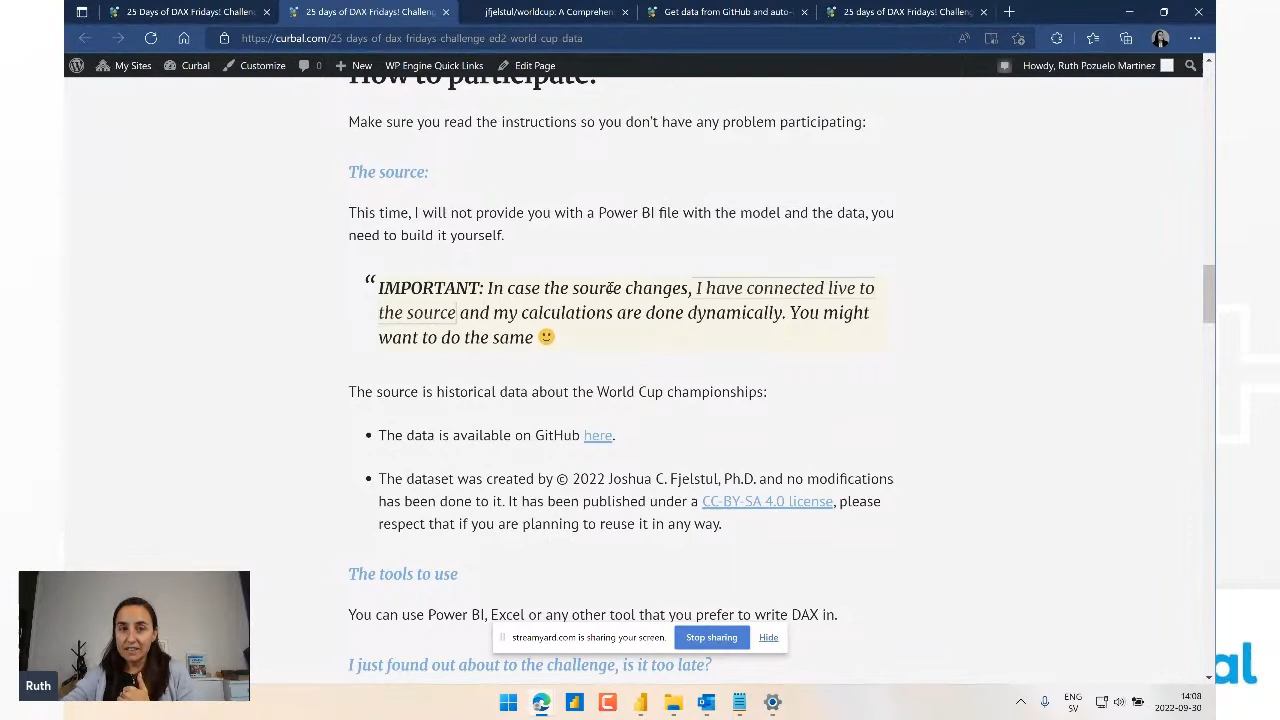 25 Days of DAX Fridays! Challenge
25 days of DAX Fridays! Challenge
jfjelstul/worldcup: A Comprehen
Get data from GitHub and auto-
25 days of DAX Fridays! Challenge
https://curbal.com/25-days-of-dax-fridays-challenge-ed2-world-cup-data
My Sites
Curbal
Customize
0
New
WP Engine Quick Links
Edit Page
Howdy, Ruth Pozuelo Martinez
How to participate:
Make sure you read the instructions so you don't have any problem participating:
The source:
This time, I will not provide you with a Power BI file with the model and the data, you
need to build it yourself.
“ IMPORTANT: In case the source changes, I have connected live to
the source and my calculations are done dynamically. You might
want to do the same 🙂
The source is historical data about the World Cup championships:
• The data is available on GitHub here.
• The dataset was created by © 2022 Joshua C. Fjelstul, Ph.D. and no modifications
has been done to it. It has been published under a CC-BY-SA 4.0 license, please
respect that if you are planning to reuse it in any way.
The tools to use
You can use Power BI, Excel or any other tool that you prefer to write DAX in.
streamyard.com is sharing your screen.
Stop sharing
Hide
I just found out about to the challenge, is it too late?
Ruth
al
ENG
SV
14:08
2022-09-30